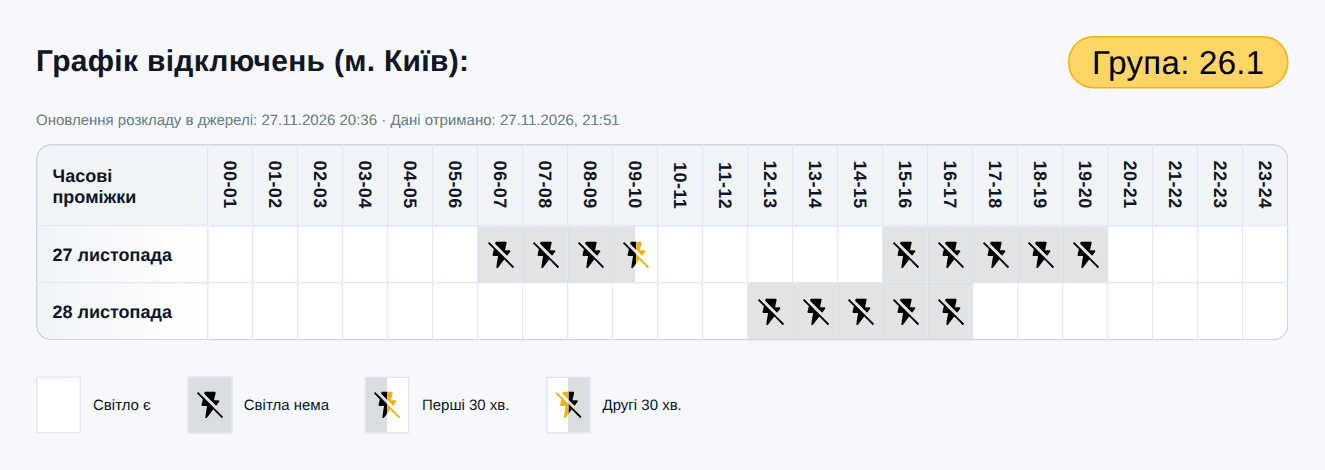 Графік відключень (м. Київ):
Група: 26.1
Оновлення розкладу в джерелі: 27.11.2026 20:36 · Дані отримано: 27.11.2026, 21:51
Часові
проміжки
00-01
01-02
02-03
03-04
04-05
05-06
06-07
07-08
08-09
09-10
10-11
11-12
12-13
13-14
14-15
15-16
16-17
17-18
18-19
19-20
20-21
21-22
22-23
23-24
27 листопада
28 листопада
Світло є
Світла нема
Перші 30 хв.
Другі 30 хв.